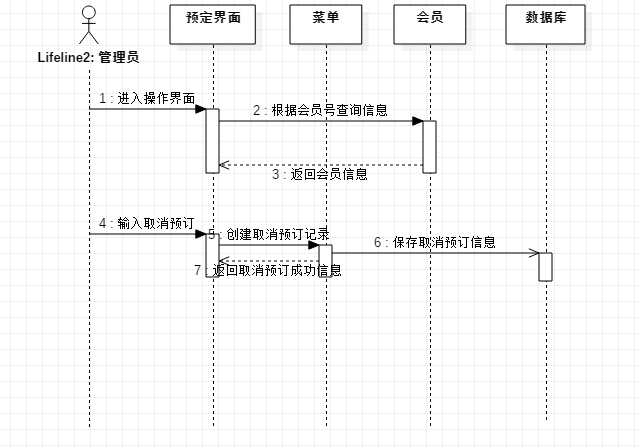 预定界面
菜单
会员
数据库
Lifeline2: 管理员
1 : 进入操作界面
2 : 根据会员号查询信息
3 : 返回会员信息
4 : 输入取消预订
5 : 创建取消预订记录
6 : 保存取消预订信息
7 : 返回取消预订成功信息